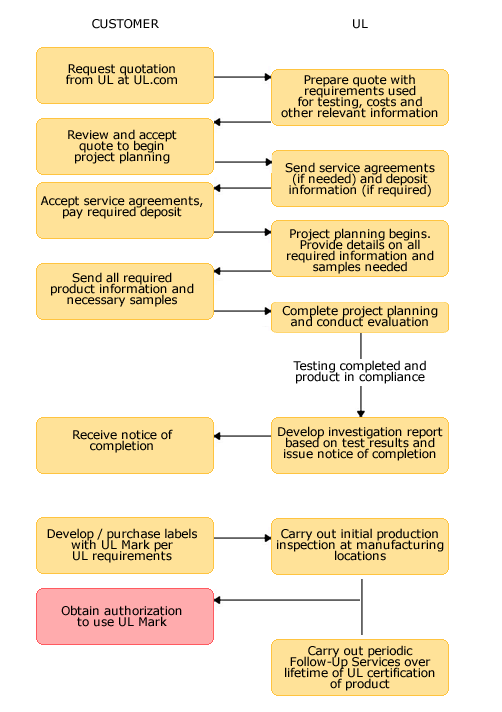 CUSTOMER
UL
Request quotation
from UL at UL.com
Prepare quote with
requirements used
for testing, costs and
other relevant information
Review and accept
quote to begin
project planning
Send service agreements
(if needed) and deposit
information (if required)
Accept service agreements,
pay required deposit
Project planning begins.
Provide details on all
required information and
samples needed
Send all required
product information and
necessary samples
Complete project planning
and conduct evaluation
Testing completed and
product in compliance
Develop investigation report
based on test results and
issue notice of completion
Receive notice of
completion
Develop / purchase labels
with UL Mark per
UL requirements
Carry out initial production
inspection at manufacturing
locations
Obtain authorization
to use UL Mark
Carry out periodic
Follow-Up Services over
lifetime of UL certification
of product